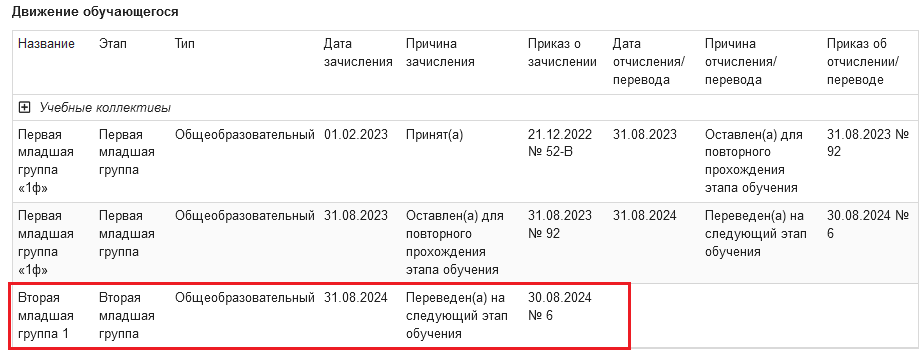 Движение обучающегося
Название Этап Тип Дата зачисления Причина зачисления Приказ о зачислении Дата отчисления/ перевода Причина отчисления/ перевода Приказ об отчислении/ переводе
Учебные коллективы
Первая младшая группа «1ф» Первая младшая группа Общеобразовательный 01.02.2023 Принят(а) 21.12.2022 № 52-В 31.08.2023 Оставлен(а) для повторного прохождения этапа обучения 31.08.2023 № 92
Первая младшая группа «1ф» Первая младшая группа Общеобразовательный 31.08.2023 Оставлен(а) для повторного прохождения этапа обучения 31.08.2023 № 92 31.08.2024 Переведен(а) на следующий этап обучения 30.08.2024 № 6
Вторая младшая группа 1 Вторая младшая группа Общеобразовательный 31.08.2024 Переведен(а) на следующий этап обучения 30.08.2024 № 6